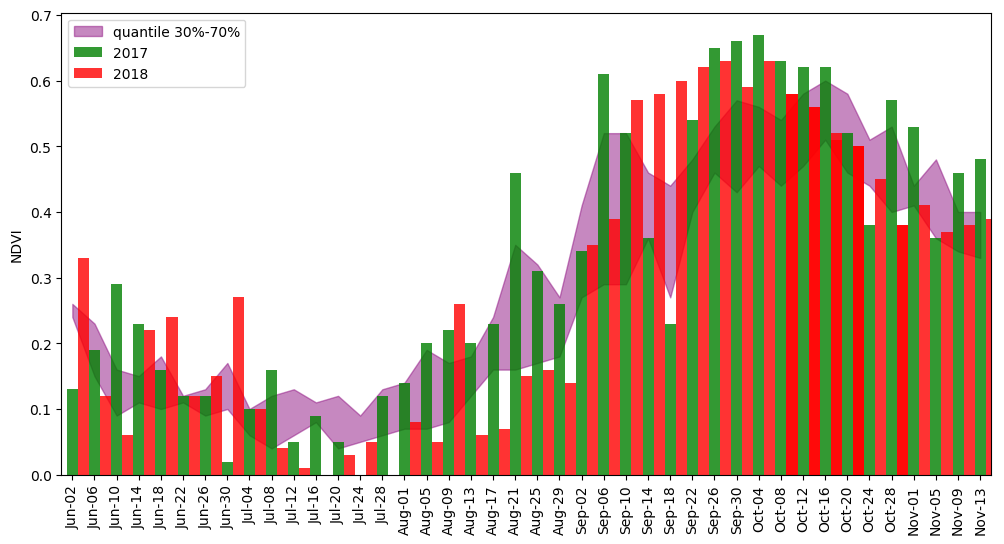 quantile 30%-70%
2017
2018
NDVI
0.7
0.6
0.5
0.4
0.3
0.2
0.1
0.0
Jun-02
Jun-06
Jun-10
Jun-14
Jun-18
Jun-22
Jun-26
Jun-30
Jul-04
Jul-08
Jul-12
Jul-16
Jul-20
Jul-24
Jul-28
Aug-01
Aug-05
Aug-09
Aug-13
Aug-17
Aug-21
Aug-25
Aug-29
Sep-02
Sep-06
Sep-10
Sep-14
Sep-18
Sep-22
Sep-26
Sep-30
Oct-04
Oct-08
Oct-12
Oct-16
Oct-20
Oct-24
Oct-28
Nov-01
Nov-05
Nov-09
Nov-13